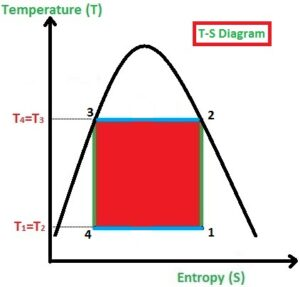 Temperature (T)
T-S Diagram
3
2
T₄=T₃
T₁=T₂
4
1
Entropy (S)